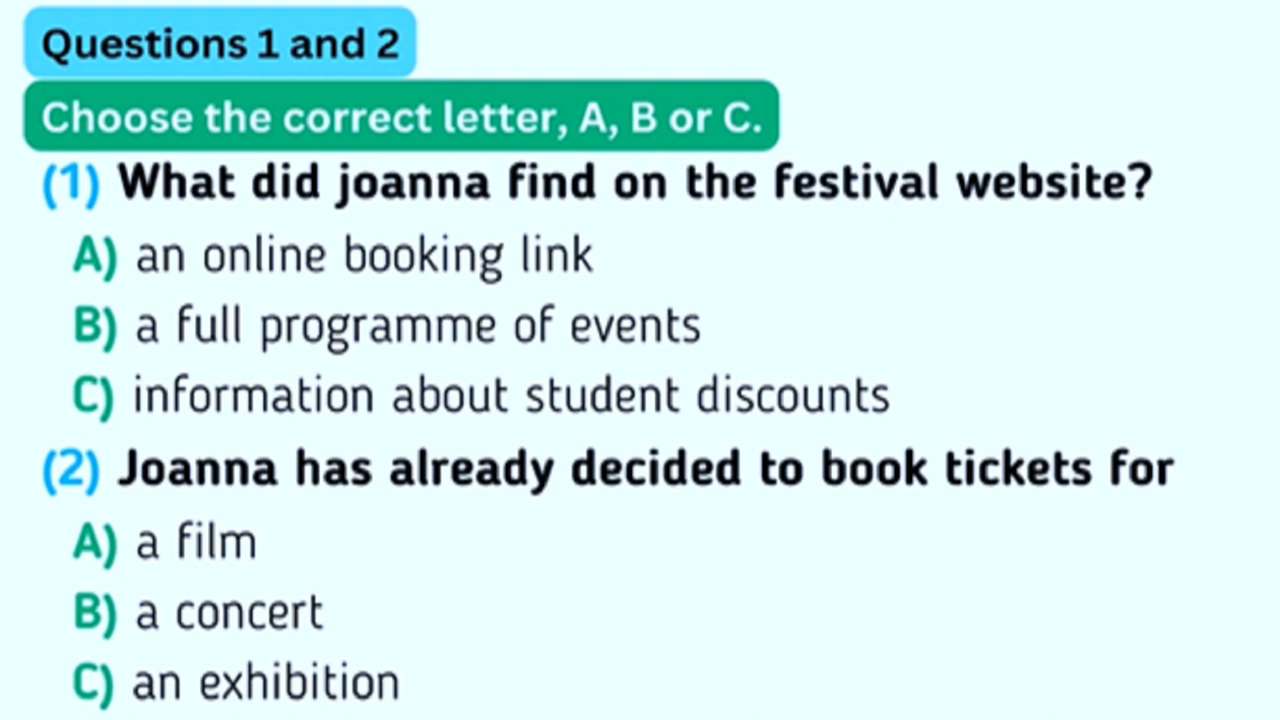 Questions 1 and 2
Choose the correct letter, A, B or C.
(1) What did joanna find on the festival website?
A) an online booking link
B) a full programme of events
C) information about student discounts
(2) Joanna has already decided to book tickets for
A) a film
B) a concert
C) an exhibition